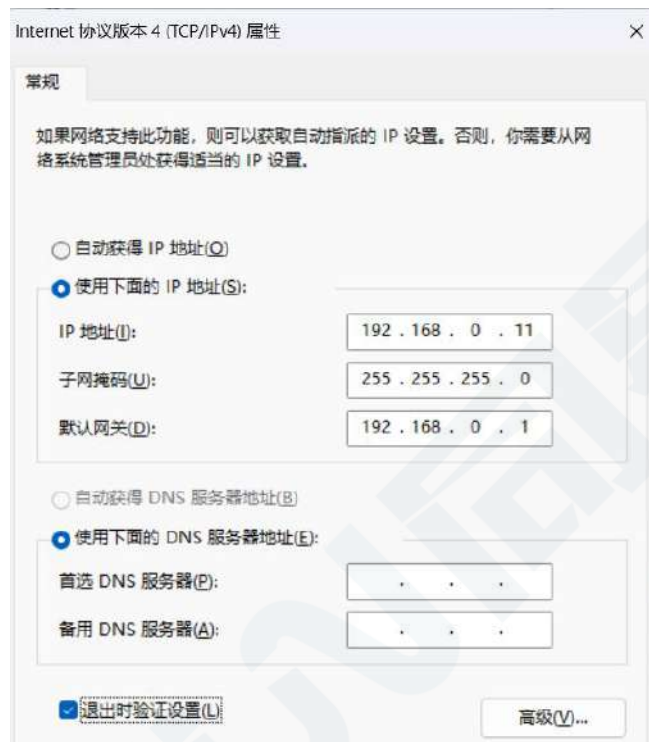 Internet 协议版本 4 (TCP/IPv4) 属性
常规
如果网络支持此功能，则可以获取自动指派的 IP 设置。否则，你需要从网
络系统管理员处获得适当的 IP 设置。
自动获得 IP 地址(O)
使用下面的 IP 地址(S):
IP 地址(I): 192 . 168 . 0 . 11
子网掩码(U): 255 . 255 . 255 . 0
默认网关(D): 192 . 168 . 0 . 1
自动获得 DNS 服务器地址(B)
使用下面的 DNS 服务器地址(E):
首选 DNS 服务器(P): . . .
备用 DNS 服务器(A): . . .
退出时验证设置(L)
高级(V)...